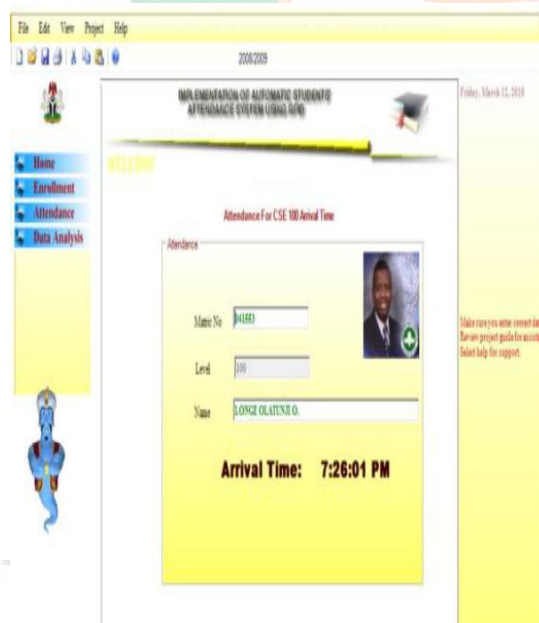 File Edit View Project Help
2008/2009
IMPLEMENTATION OF AUTOMATIC STUDENTS
ATTENDANCE SYSTEM USING RFID
Friday, March 12, 2010
WELCOME
Home
Enrollment
Attendance
Data Analysis
Attendance For CSE 100 Arrival Time
Attendance
Matric No 041553
Level 100
Name LONGE OLATUNJI O.
Make sure you enter correct dat
Review project guide for assista
Select help for support.
Arrival Time: 7:26:01 PM